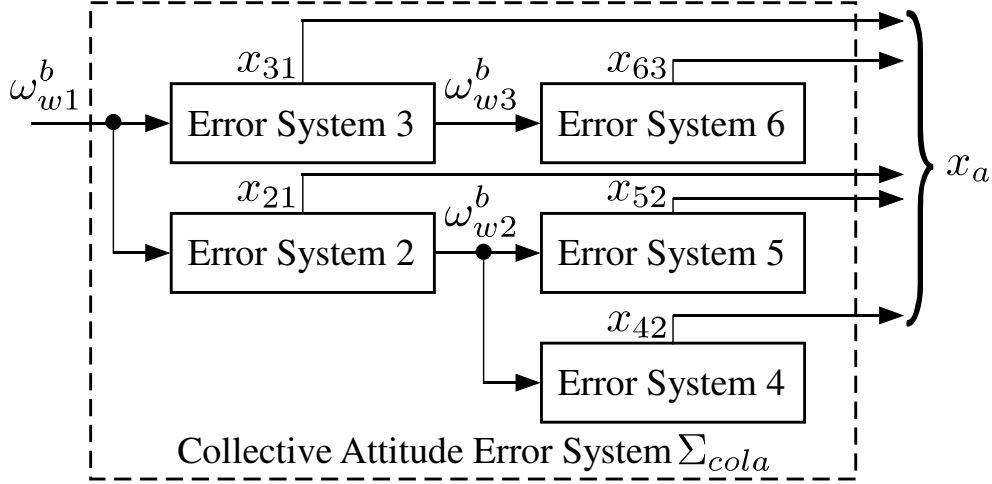 x_{31}
x_{63}
ω^b_{w1}
ω^b_{w3}
Error System 3
Error System 6
x_a
x_{21}
x_{52}
ω^b_{w2}
Error System 2
Error System 5
x_{42}
Error System 4
Collective Attitude Error System Σ_{cola}